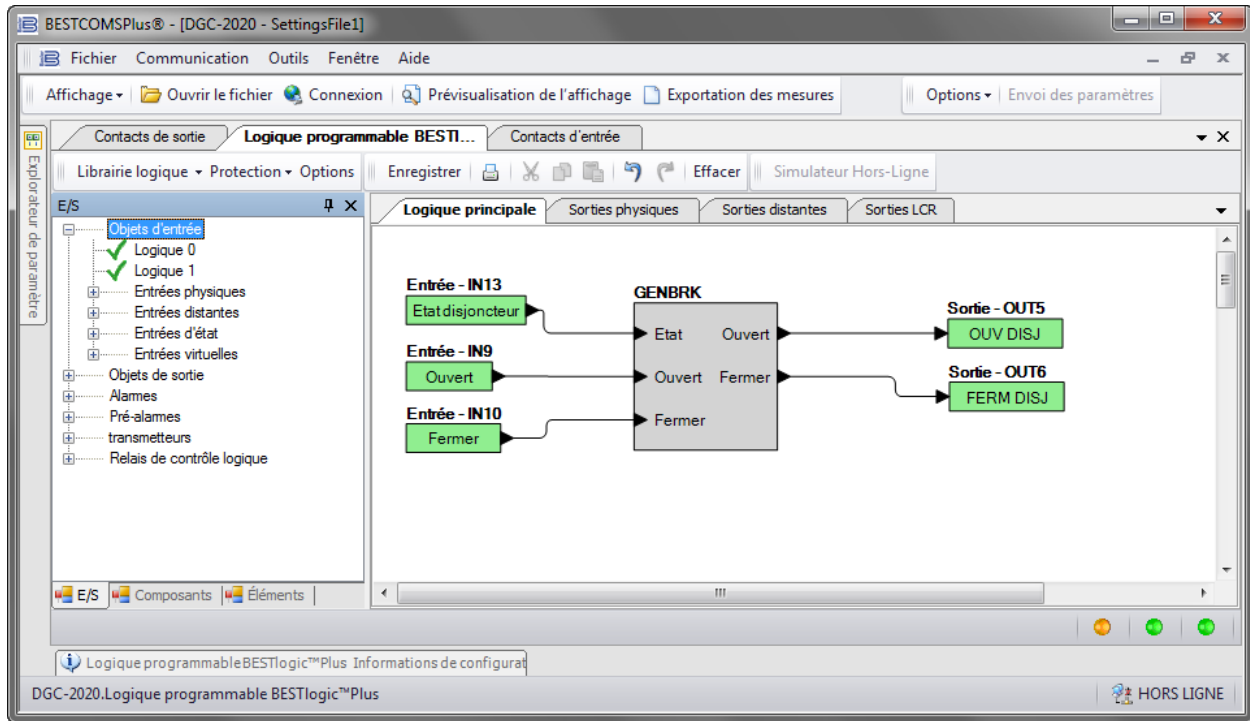 BESTCOMSPlus® - [DGC-2020 - SettingsFile1]
Fichier Communication Outils Fenêtre Aide
Affichage Ouvrir le fichier Connexion Prévisualisation de l'affichage Exportation des mesures Options Envoi des paramètres
Contacts de sortie Logique programmable BESTl... Contacts d'entrée
Explorateur de paramètre
Librairie logique Protection Options Enregistrer Effacer Simulateur Hors-Ligne
E/S
Objets d'entrée
Logique 0
Logique 1
Entrées physiques
Entrées distantes
Entrées d'état
Entrées virtuelles
Objets de sortie
Alarmes
Pré-alarmes
transmetteurs
Relais de contrôle logique
E/S Composants Éléments
Logique principale Sorties physiques Sorties distantes Sorties LCR
Entrée - IN13
Etat disjoncteur
Entrée - IN9
Ouvert
Entrée - IN10
Fermer
GENBRK
Etat Ouvert
Ouvert Fermer
Fermer
Sortie - OUT5
OUV DISJ
Sortie - OUT6
FERM DISJ
Logique programmable BESTlogic™Plus Informations de configurat
DGC-2020.Logique programmable BESTlogic™Plus HORS LIGNE